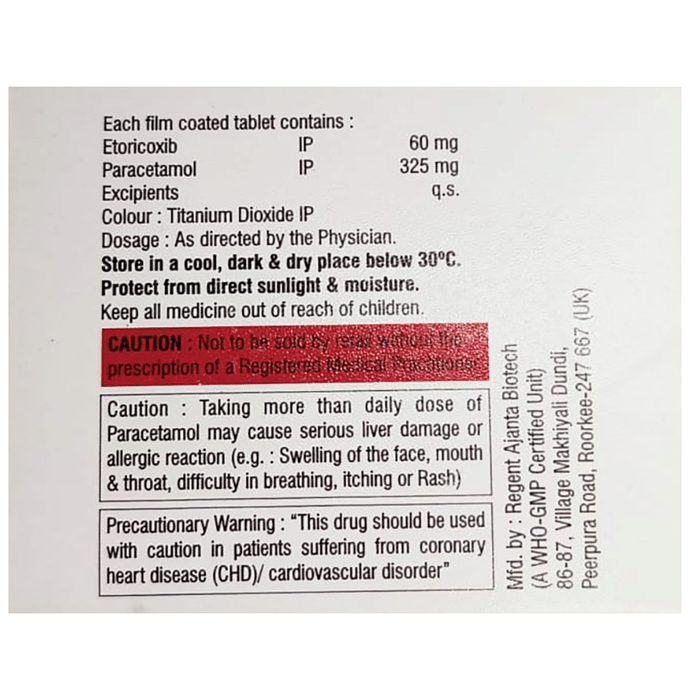 Each film coated tablet contains :
Etoricoxib IP 60 mg
Paracetamol IP 325 mg
Excipients q.s.
Colour : Titanium Dioxide IP
Dosage : As directed by the Physician.
Store in a cool, dark & dry place below 30ºC.
Protect from direct sunlight & moisture.
Keep all medicine out of reach of children.
CAUTION : Not to be sold by retail without the
prescription of a Registered Medical Practitioner
Caution : Taking more than daily dose of
Paracetamol may cause serious liver damage or
allergic reaction (e.g. : Swelling of the face, mouth
& throat, difficulty in breathing, itching or Rash)
Precautionary Warning : “This drug should be used
with caution in patients suffering from coronary
heart disease (CHD)/ cardiovascular disorder”
Mfd. by : Regent Ajanta Biotech
(A WHO-GMP Certified Unit)
86-87, Village Makhiyali Dundi,
Peerpura Road, Roorkee-247 667 (UK)